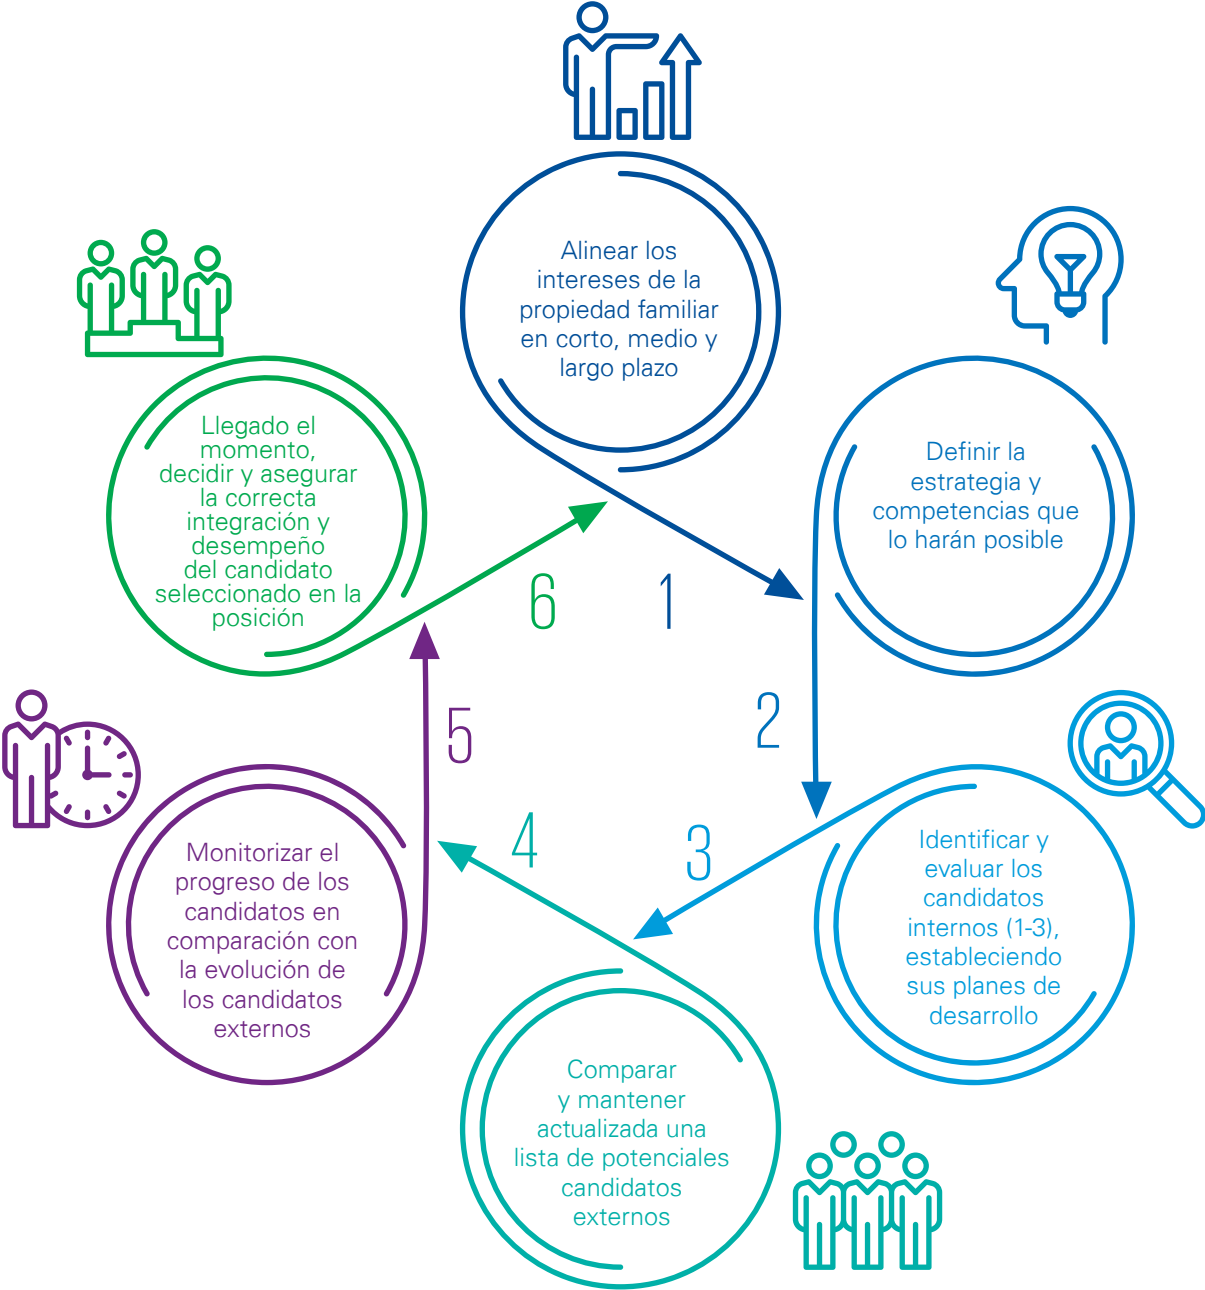 Alinear los
intereses de la
propiedad familiar
en corto, medio y
largo plazo
1
Definir la
estrategia y
competencias que
lo harán posible
2
Identificar y
evaluar los
candidatos
internos (1-3),
estableciendo
sus planes de
desarrollo
3
Comparar
y mantener
actualizada una
lista de potenciales
candidatos
externos
4
Monitorizar el
progreso de los
candidatos en
comparación con
la evolución de
los candidatos
externos
5
Llegado el
momento,
decidir y asegurar
la correcta
integración y
desempeño
del candidato
seleccionado en la
posición
6